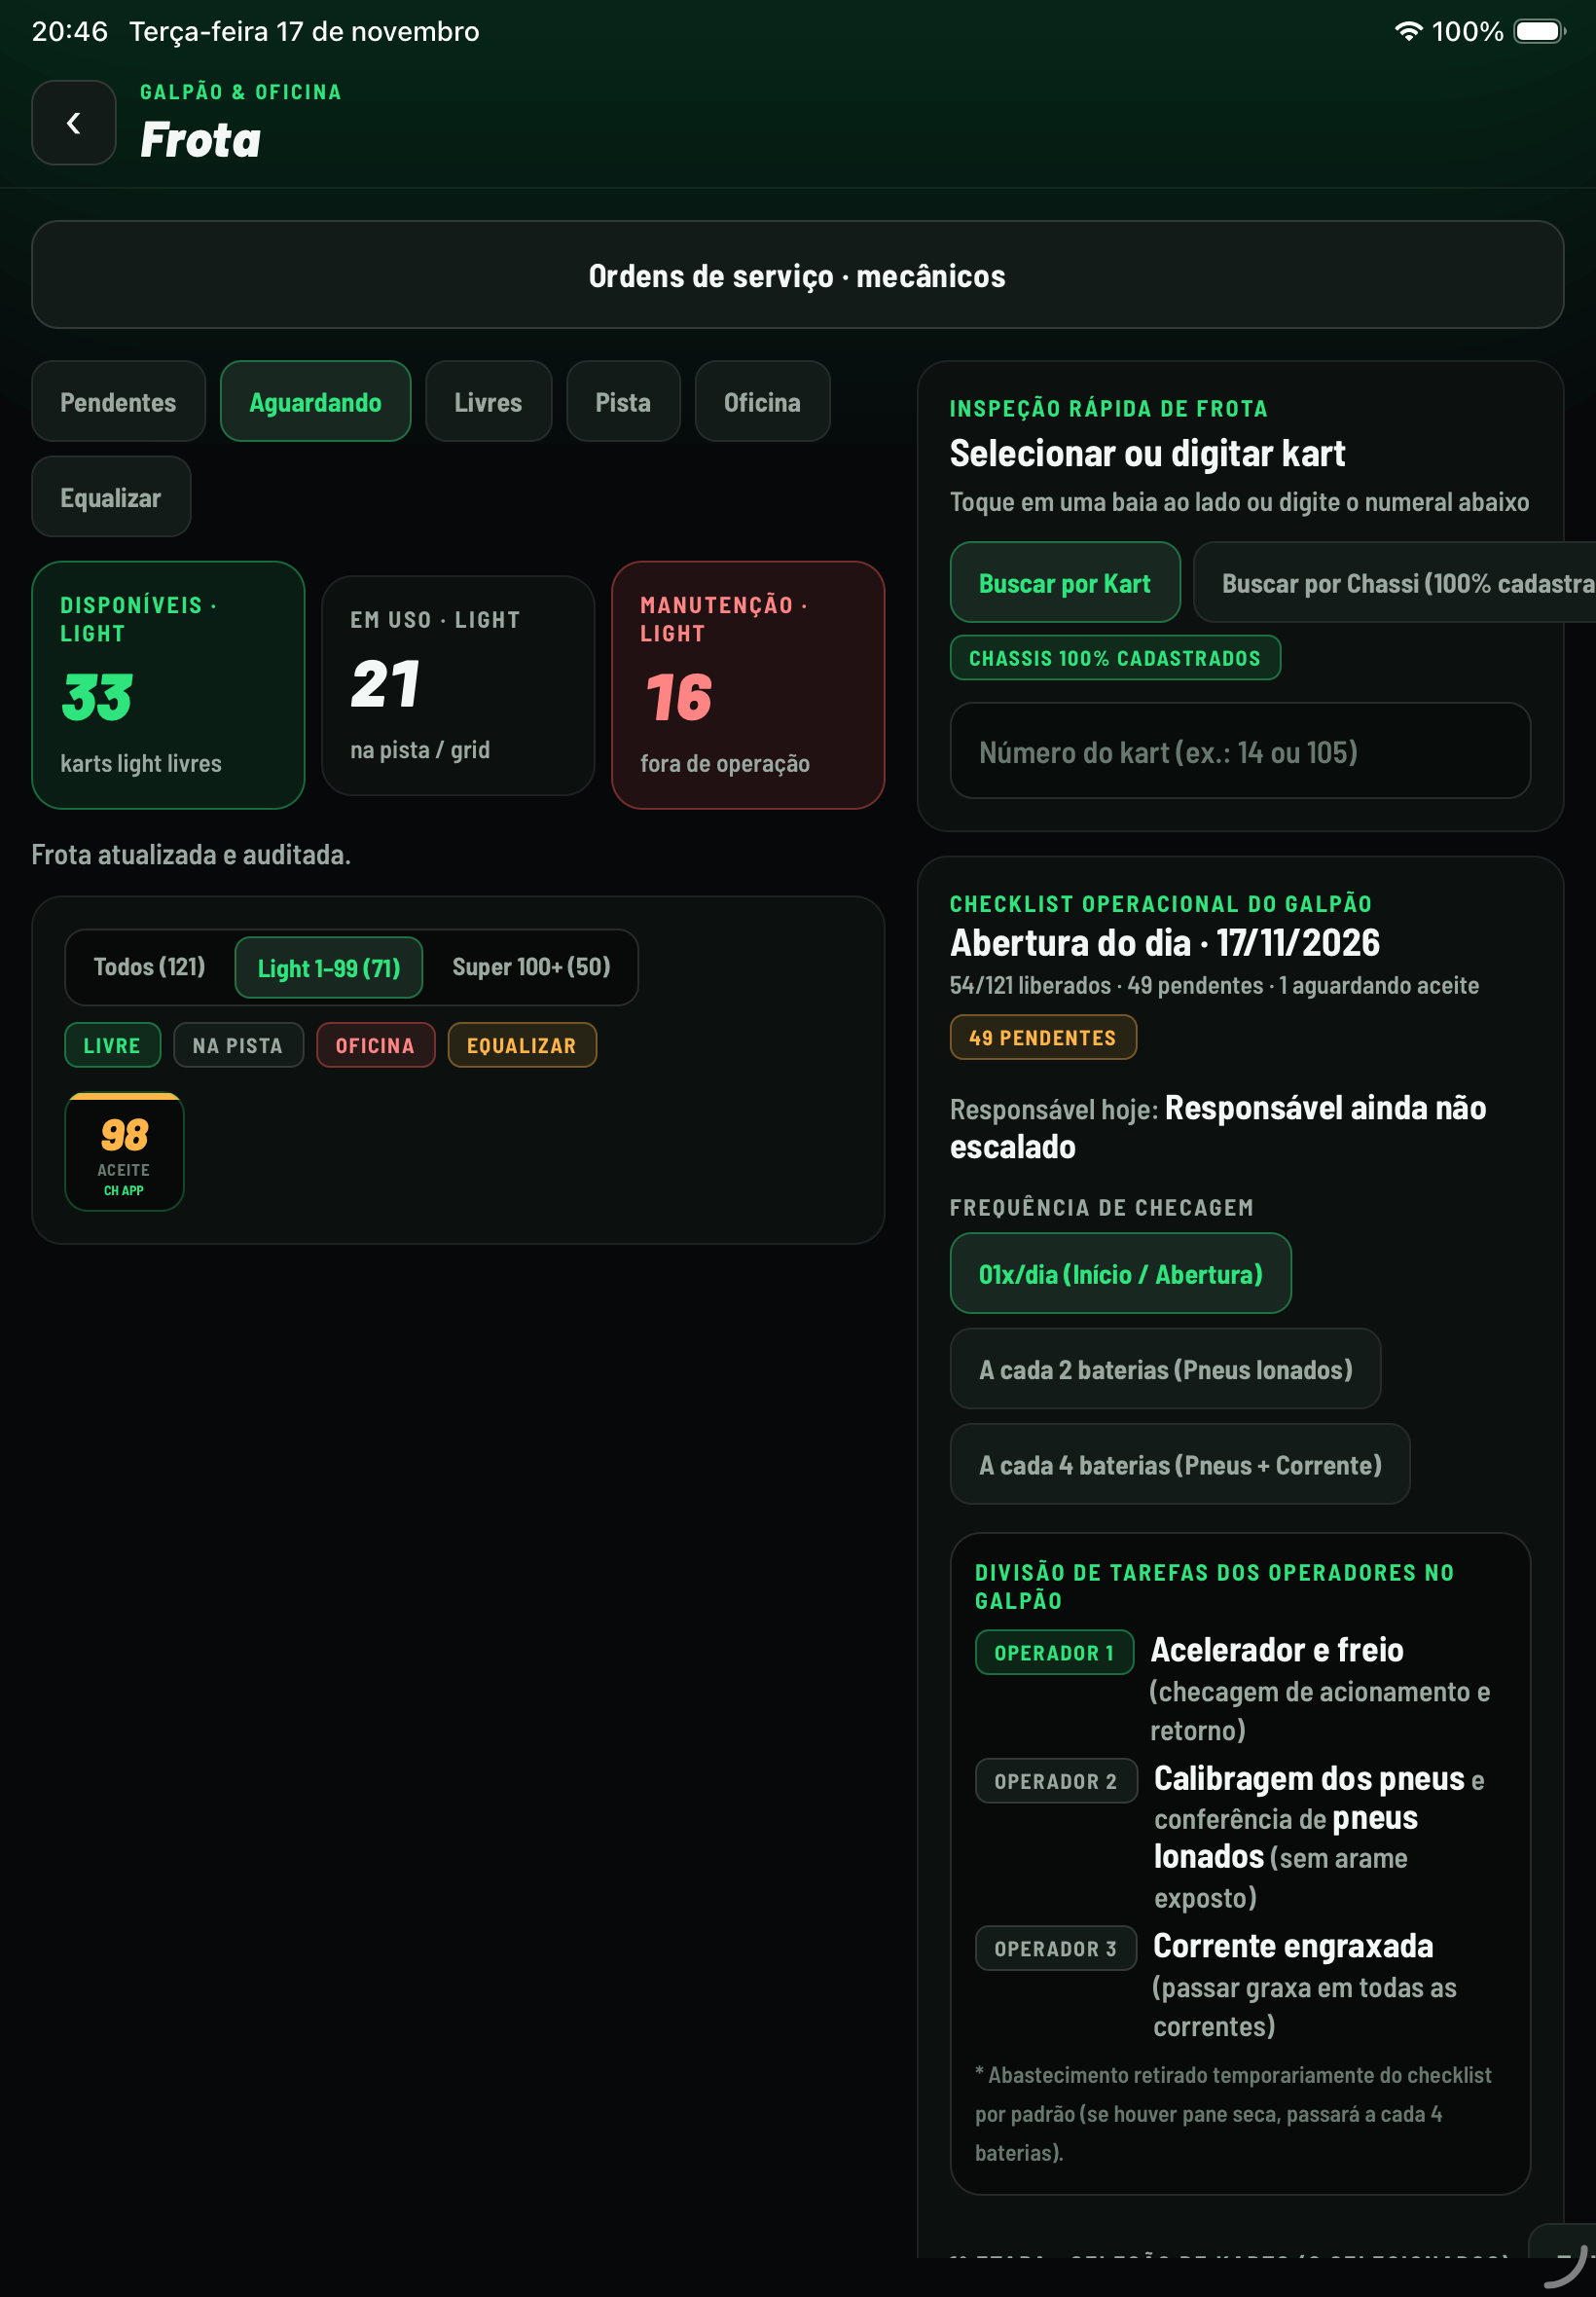 20:46 Terça-feira 17 de novembro
100%
GALPÃO & OFICINA
Frota
Ordens de serviço · mecânicos
Pendentes
Aguardando
Livres
Pista
Oficina
Equalizar
DISPONÍVEIS ·
LIGHT
33
karts light livres
EM USO · LIGHT
21
na pista / grid
MANUTENÇÃO ·
LIGHT
16
fora de operação
Frota atualizada e auditada.
Todos (121)
Light 1–99 (71)
Super 100+ (50)
LIVRE
NA PISTA
OFICINA
EQUALIZAR
98
ACEITE
CH APP
INSPEÇÃO RÁPIDA DE FROTA
Selecionar ou digitar kart
Toque em uma baia ao lado ou digite o numeral abaixo
Buscar por Kart
Buscar por Chassi (100% cadastra
CHASSIS 100% CADASTRADOS
Número do kart (ex.: 14 ou 105)
CHECKLIST OPERACIONAL DO GALPÃO
Abertura do dia · 17/11/2026
54/121 liberados · 49 pendentes · 1 aguardando aceite
49 PENDENTES
Responsável hoje: Responsável ainda não
escalado
FREQUÊNCIA DE CHECAGEM
01x/dia (Início / Abertura)
A cada 2 baterias (Pneus lonados)
A cada 4 baterias (Pneus + Corrente)
DIVISÃO DE TAREFAS DOS OPERADORES NO
GALPÃO
OPERADOR 1
Acelerador e freio
(checagem de acionamento e
retorno)
OPERADOR 2
Calibragem dos pneus e
conferência de pneus
lonados (sem arame
exposto)
OPERADOR 3
Corrente engraxada
(passar graxa em todas as
correntes)
* Abastecimento retirado temporariamente do checklist
por padrão (se houver pane seca, passará a cada 4
baterias).